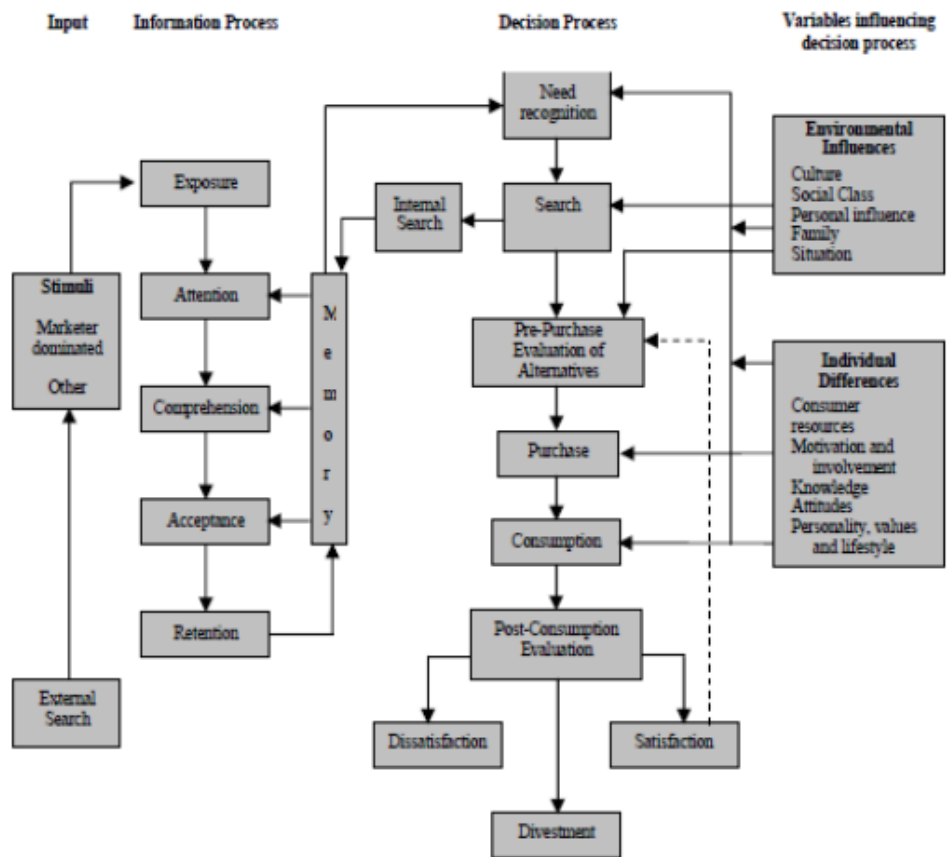 Input
Information Process
Decision Process
Variables influencing
decision process
Need
recognition
Environmental
Influences
Culture
Social Class
Personal influence
Family
Situation
Exposure
Internal
Search
Search
Stimuli
Marketer
dominated
Other
Attention
M
e
m
o
r
y
Pre-Purchase
Evaluation of
Alternatives
Individual
Differences
Consumer
resources
Motivation and
involvement
Knowledge
Attitudes
Personality, values
and lifestyle
Comprehension
Purchase
Acceptance
Consumption
Retention
Post-Consumption
Evaluation
External
Search
Dissatisfaction
Satisfaction
Divestment